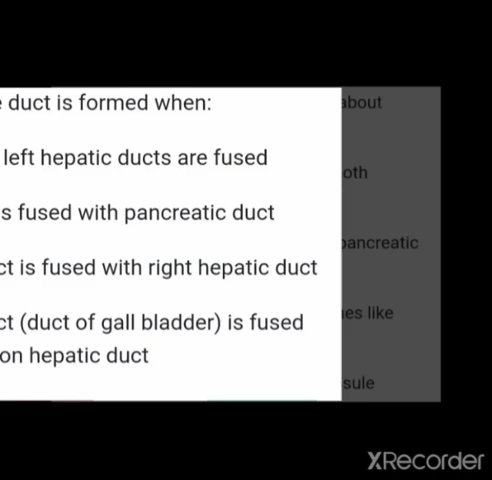 duct is formed when:
left hepatic ducts are fused
s fused with pancreatic duct
ct is fused with right hepatic duct
ct (duct of gall bladder) is fused
on hepatic duct
about
oth
pancreatic
es like
sule
XRecorder